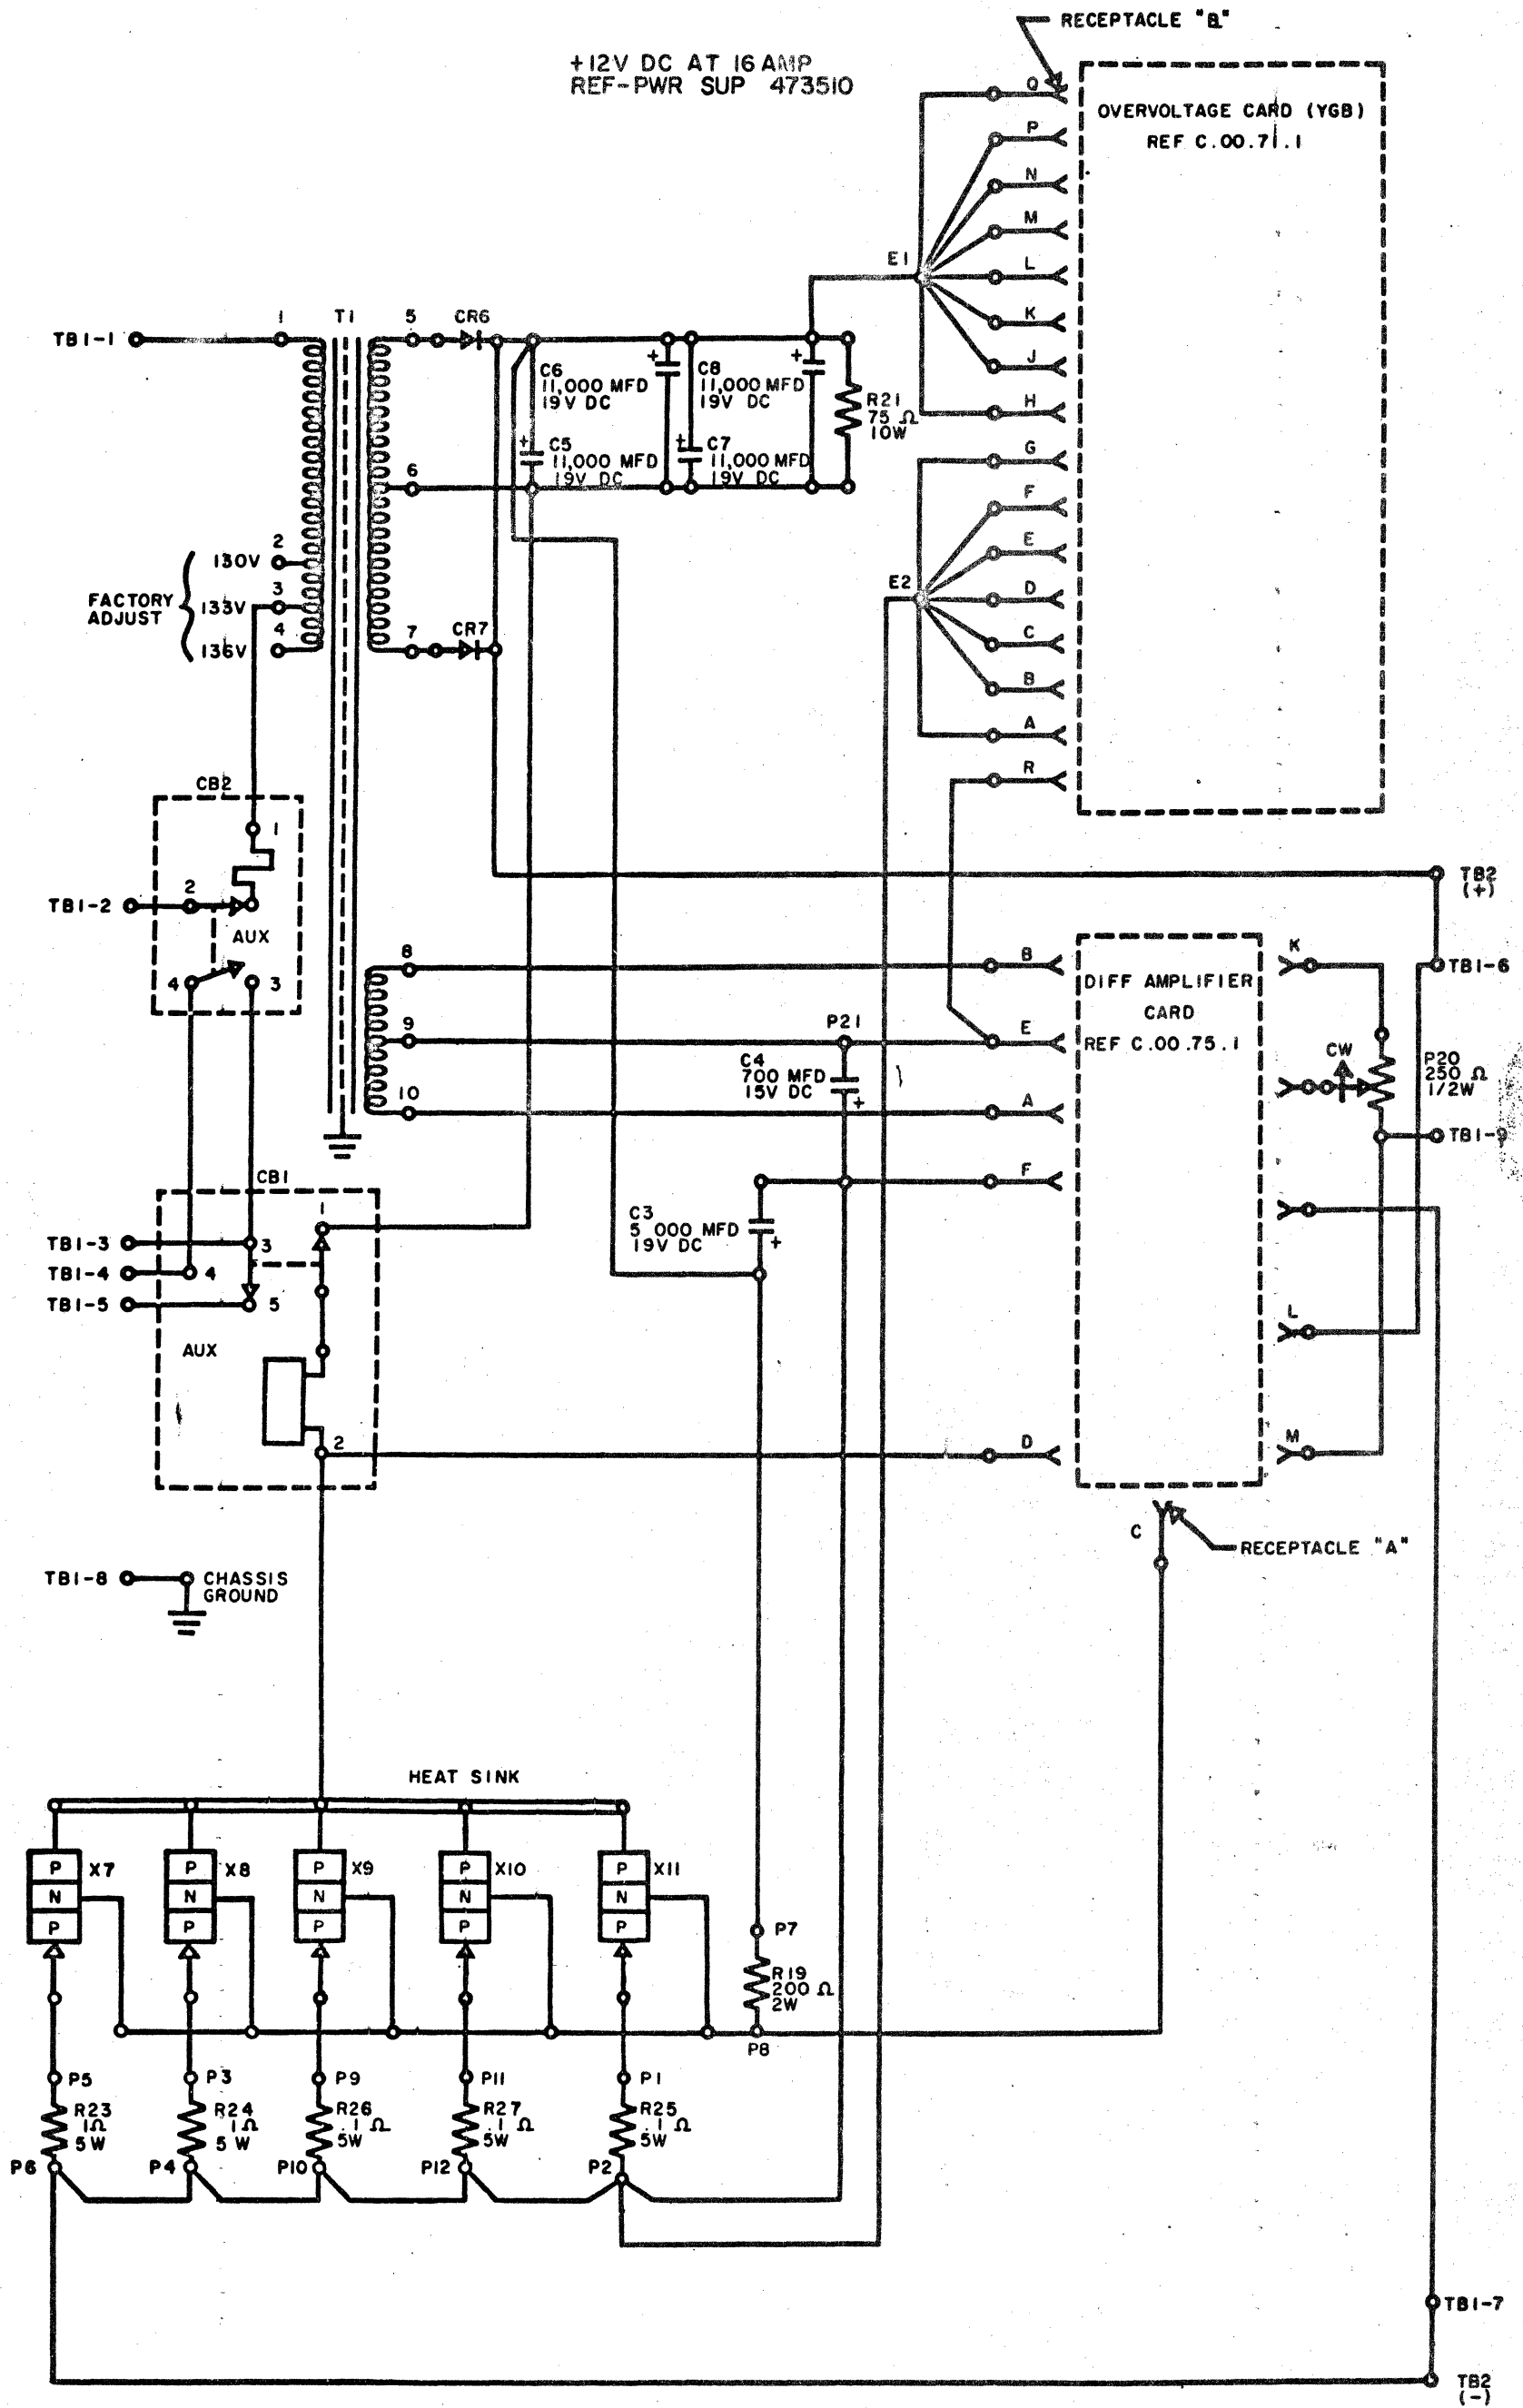 RECEPTACLE "B"
+12V DC AT 16 AMP
REF-PWR SUP 473510
OVERVOLTAGE CARD (YGB)
REF C.00.71.1
Q
P
N
M
L
K
J
H
G
F
E
D
C
B
A
R
E1
E2
TB1-1
1
T1
5
CR6
C6
11,000 MFD
19V DC
C8
11,000 MFD
19V DC
R21
75 Ω
10W
C5
11,000 MFD
19V DC
C7
11,000 MFD
19V DC
6
2
130V
3
133V
4
136V
FACTORY
ADJUST
7
CR7
CB2
1
2
TB1-2
AUX
4
3
TB2
(+)
8
B
DIFF AMPLIFIER
CARD
REF C.00.75.1
K
TB1-6
9
P21
E
C4
700 MFD
15V DC
CW
P20
250 Ω
1/2W
10
A
TB1-9
CB1
1
F
C3
5 000 MFD
19V DC
TB1-3
3
TB1-4
4
TB1-5
5
AUX
L
2
D
M
C
RECEPTACLE "A"
TB1-8
CHASSIS
GROUND
HEAT SINK
P
N
P
X7
P
N
P
X8
P
N
P
X9
P
N
P
X10
P
N
P
X11
P7
R19
200 Ω
2W
P8
P5
P3
P9
P11
P1
R23
.1Ω
5W
R24
.1Ω
5W
R26
.1 Ω
5W
R27
.1 Ω
5W
R25
.1 Ω
5W
P6
P4
P10
P12
P2
TB1-7
TB2
(-)